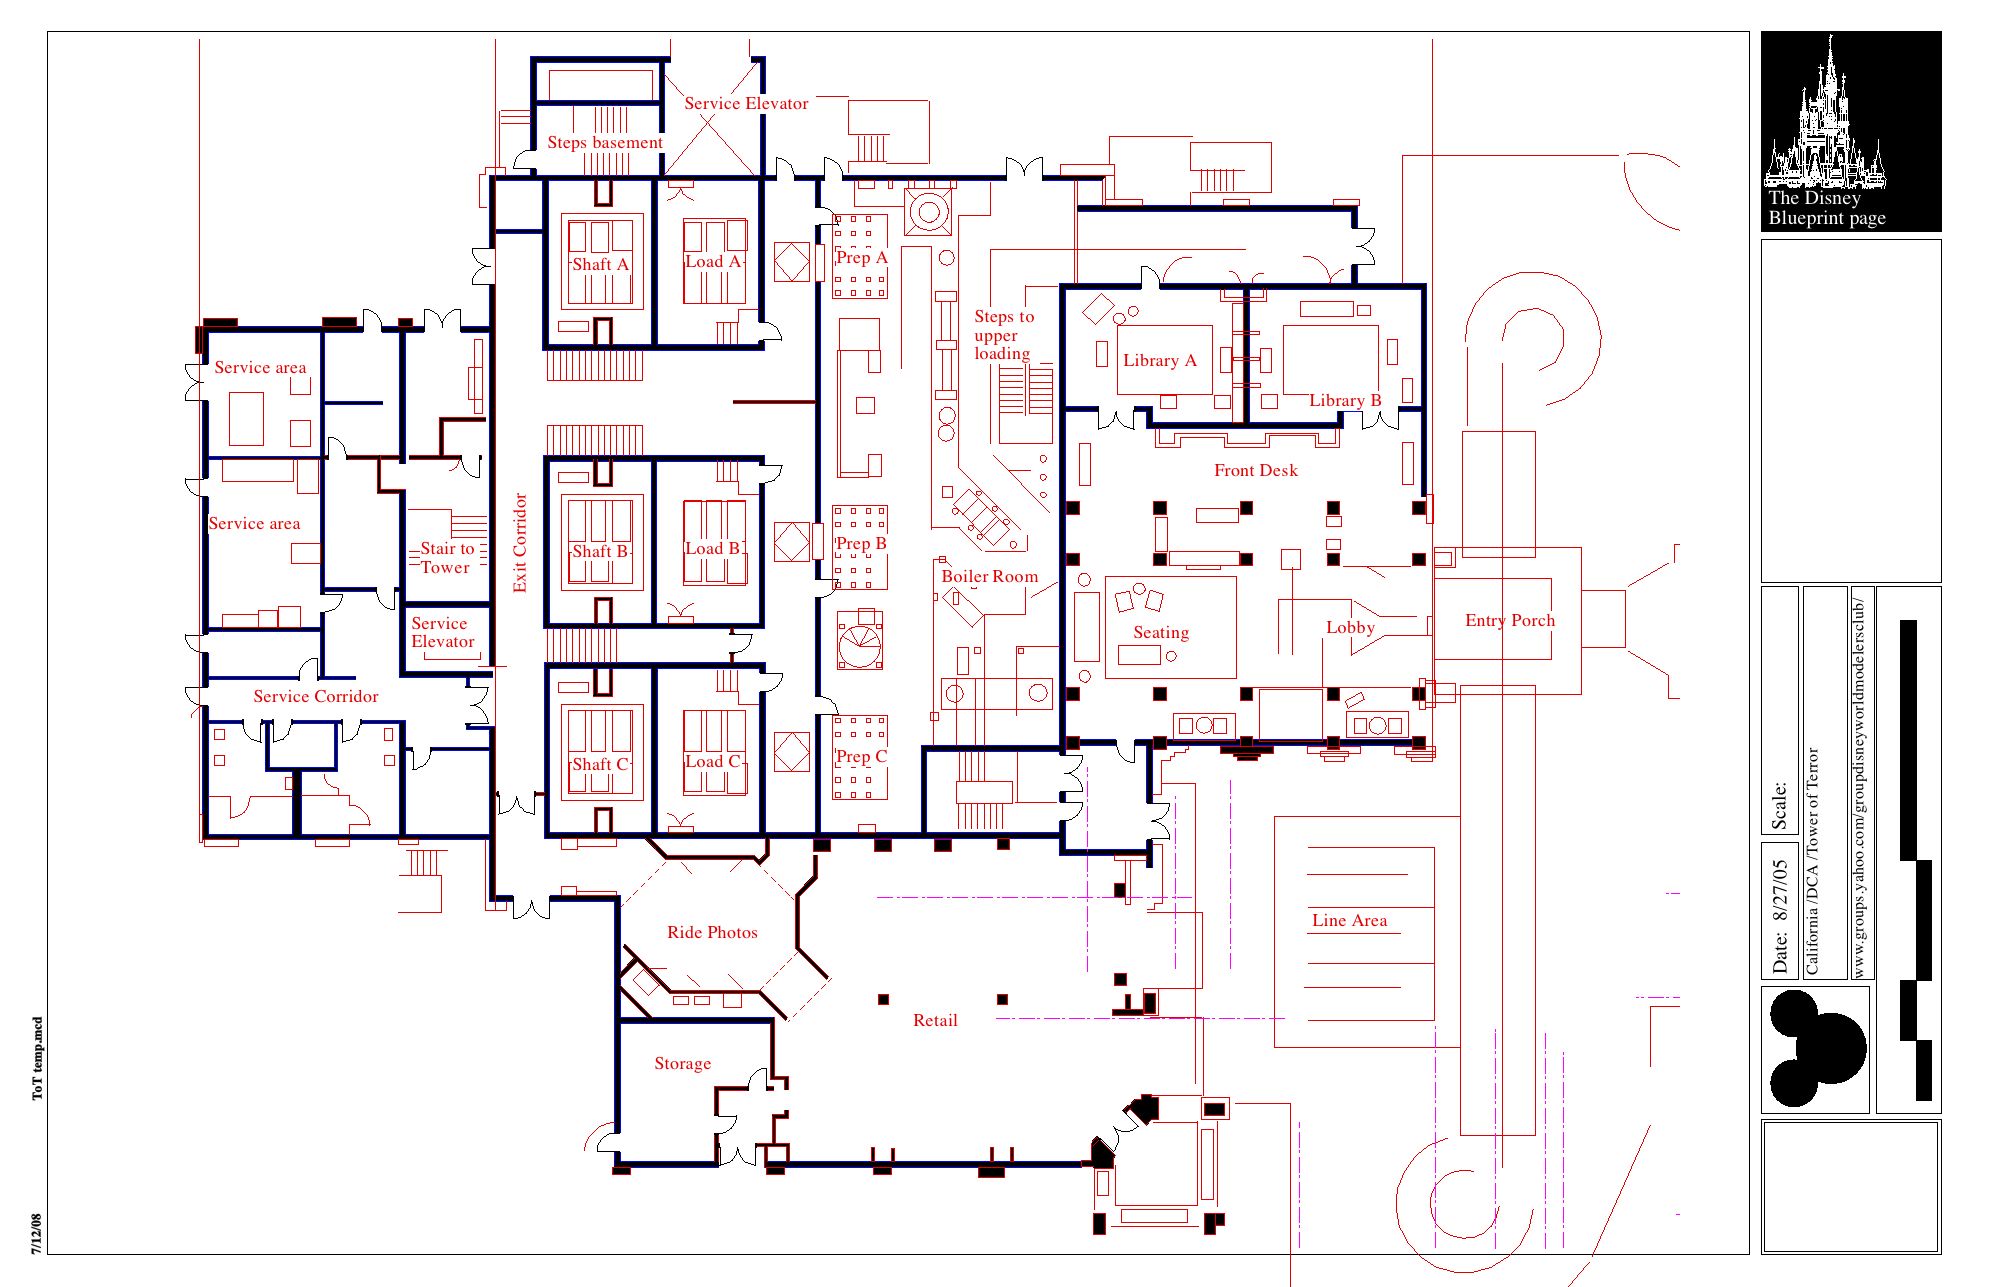 Service Elevator
Steps basement
The Disney
Blueprint page
Shaft A
Load A
Prep A
Steps to
upper
loading
Library A
Library B
Service area
Front Desk
Service area
Exit Corridor
Stair to
Tower
Shaft B
Load B
Prep B
Boiler Room
Service
Elevator
Seating
Lobby
Entry Porch
Service Corridor
Shaft C
Load C
Prep C
Line Area
Ride Photos
Retail
Storage
Scale:
Date: 8/27/05
California /DCA /Tower of Terror
www.groups.yahoo.com/groupdisneyworldmodelersclub/
ToT temp.mcd
7/12/08